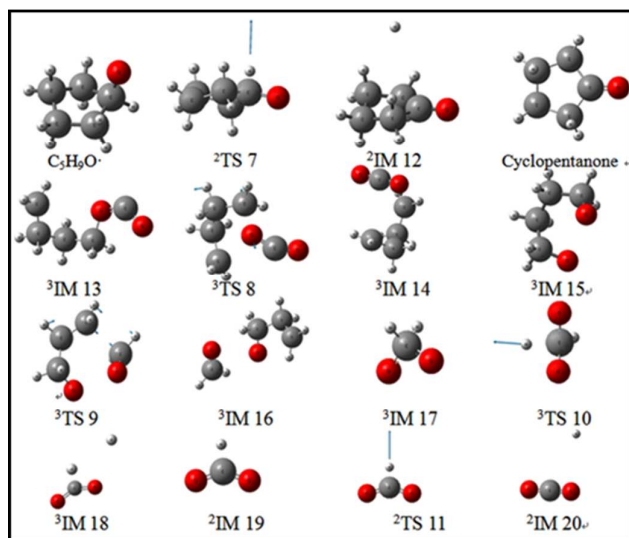 C₅H₉O· ²TS 7 ²IM 12 Cyclopentanone ↵
³IM 13 ³TS 8 ³IM 14 ³IM 15↵
³TS 9 ³IM 16 ³IM 17 ³TS 10
³IM 18 ²IM 19 ²TS 11 ²IM 20↵